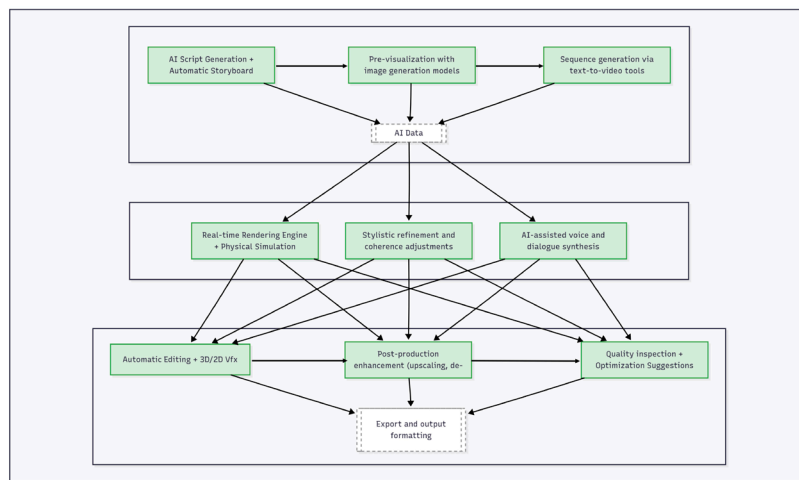 AI Script Generation +
Automatic Storyboard
Pre-visualization with
image generation models
Sequence generation via
text-to-video tools
AI Data
Real-time Rendering Engine
+ Physical Simulation
Stylistic refinement and
coherence adjustments
AI-assisted voice and
dialogue synthesis
Automatic Editing + 3D/2D Vfx
Post-production
enhancement (upscaling, de-
Quality inspection +
Optimization Suggestions
Export and output
formatting